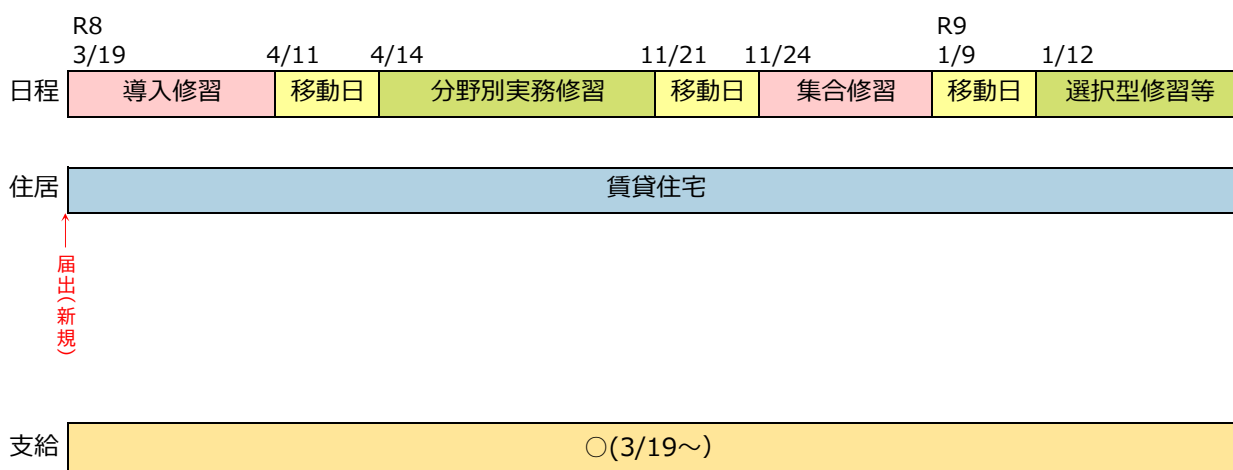 R8
R9
3/19
4/11
4/14
11/21
11/24
1/9
1/12
日程
導入修習
移動日
分野別実務修習
移動日
集合修習
移動日
選択型修習等
住居
賃貸住宅
届出(新規)
支給
○(3/19～)